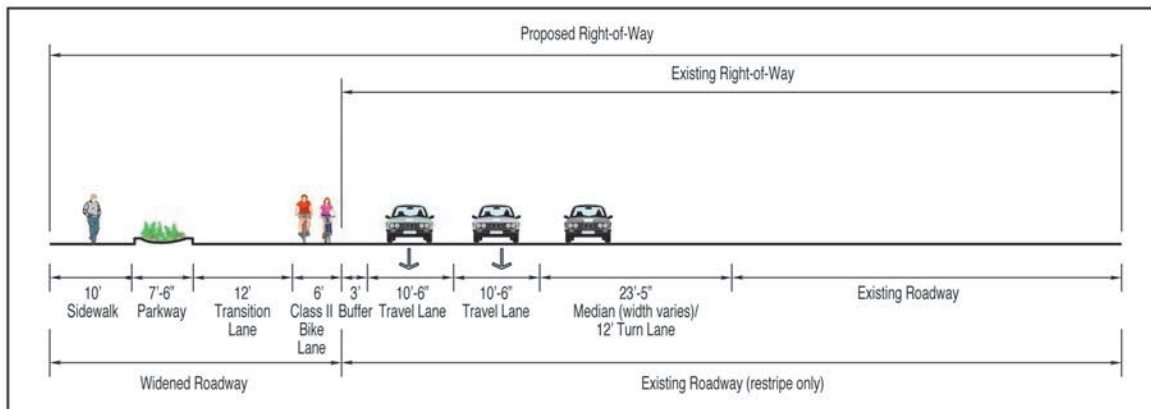 Proposed Right-of-Way
Existing Right-of-Way
10'
Sidewalk
7'-6"
Parkway
12'
Transition
Lane
6'
Class II
Bike
Lane
3'
Buffer
10'-6"
Travel Lane
10'-6"
Travel Lane
23'-5"
Median (width varies)/
12' Turn Lane
Existing Roadway
Widened Roadway
Existing Roadway (restripe only)